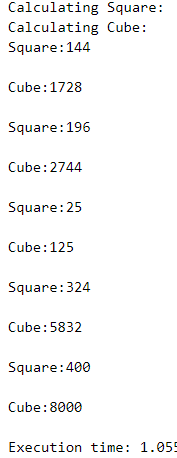 Calculating Square:
Calculating Cube:
Square:144
Cube:1728
Square:196
Cube:2744
Square:25
Cube:125
Square:324
Cube:5832
Square:400
Cube:8000
Execution time: 1.055